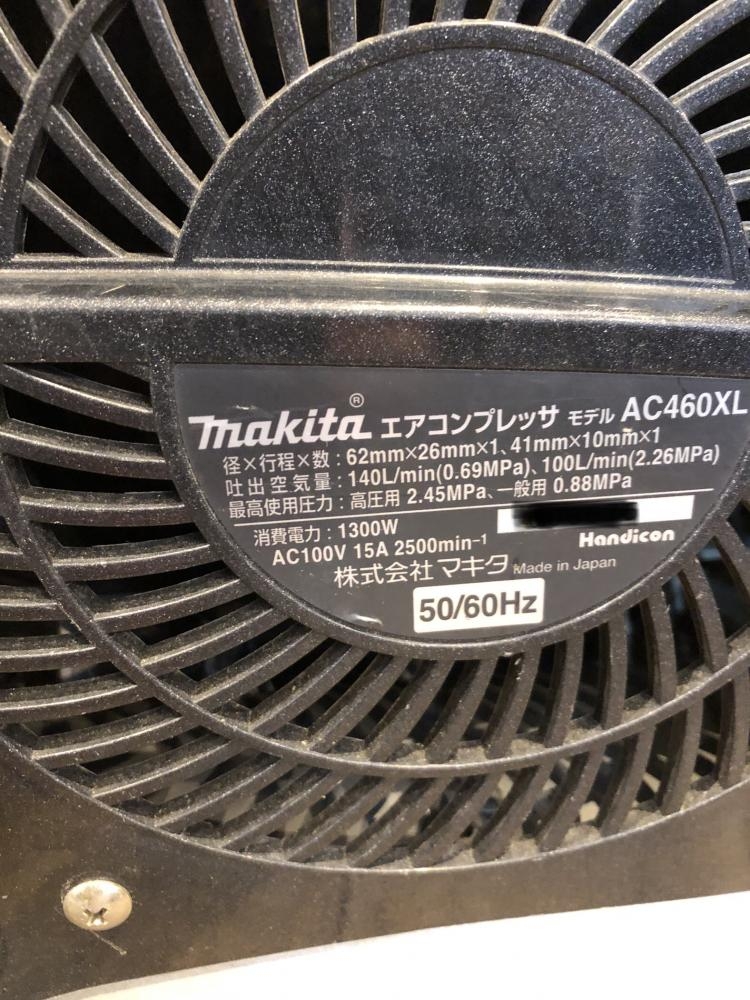 makita® エアコンプレッサ モデル AC460XL
径×行程×数：62mm×26mm×1、41mm×10mm×1
吐出空気量：140L/min(0.69MPa)、100L/min(2.26MPa)
最高使用圧力：高圧用 2.45MPa、一般用 0.88MPa
消費電力：1300W
AC100V 15A 2500min-1
Handicon
株式会社 マキタ Made in Japan
50/60Hz